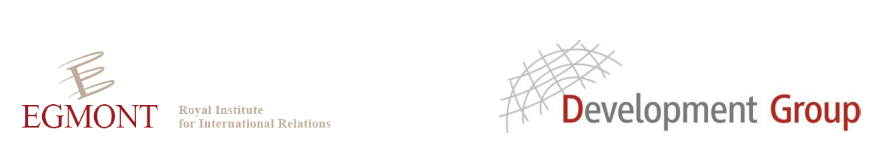 EGMONT
Royal Institute
for International Relations
Development Group